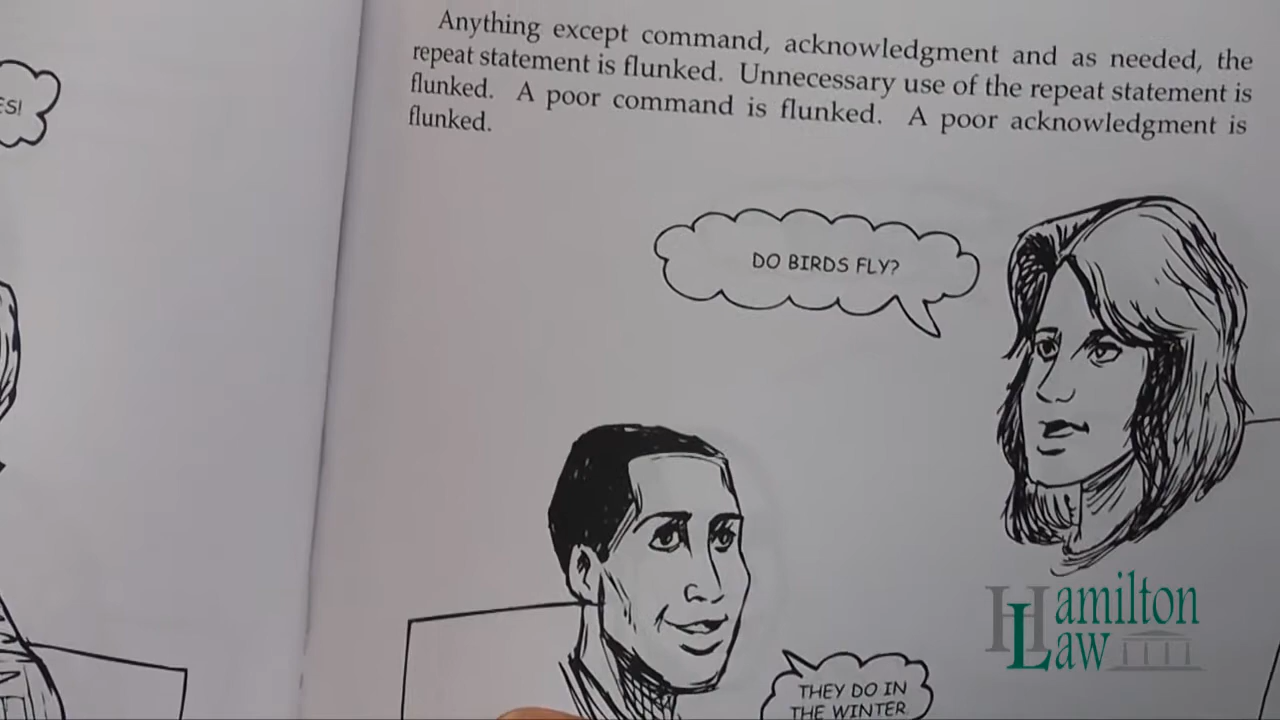 Anything except command, acknowledgment and as needed, the
repeat statement is flunked. Unnecessary use of the repeat statement is
flunked. A poor command is flunked. A poor acknowledgment is
flunked.
ES!
DO BIRDS FLY?
THEY DO IN
THE WINTER
Hamilton
Law